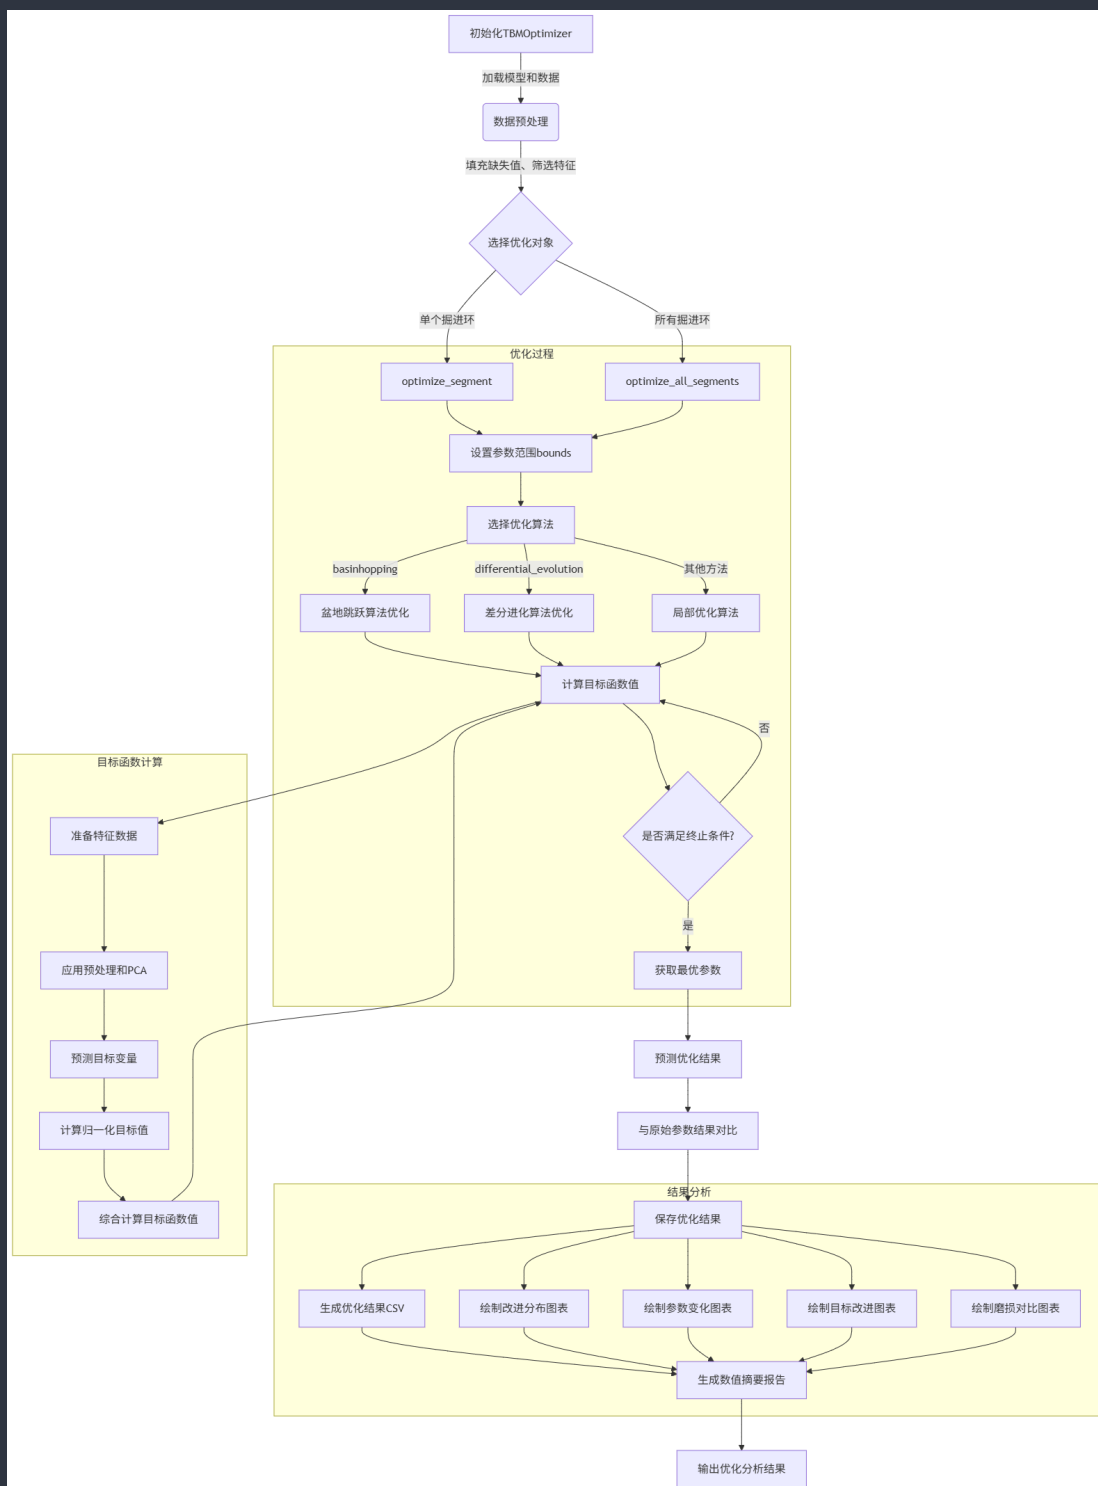 初始化TBMOptimizer
加载模型和数据
数据预处理
填充缺失值、筛选特征
选择优化对象
单个掘进环
所有掘进环
优化过程
optimize_segment
optimize_all_segments
设置参数范围bounds
选择优化算法
basinhopping
differential_evolution
其他方法
盆地跳跃算法优化
差分进化算法优化
局部优化算法
计算目标函数值
否
目标函数计算
准备特征数据
是否满足终止条件?
是
应用预处理和PCA
获取最优参数
预测目标变量
预测优化结果
计算归一化目标值
与原始参数结果对比
结果分析
综合计算目标函数值
保存优化结果
生成优化结果CSV
绘制改进分布图表
绘制参数变化图表
绘制目标改进图表
绘制磨损对比图表
生成数值摘要报告
输出优化分析结果